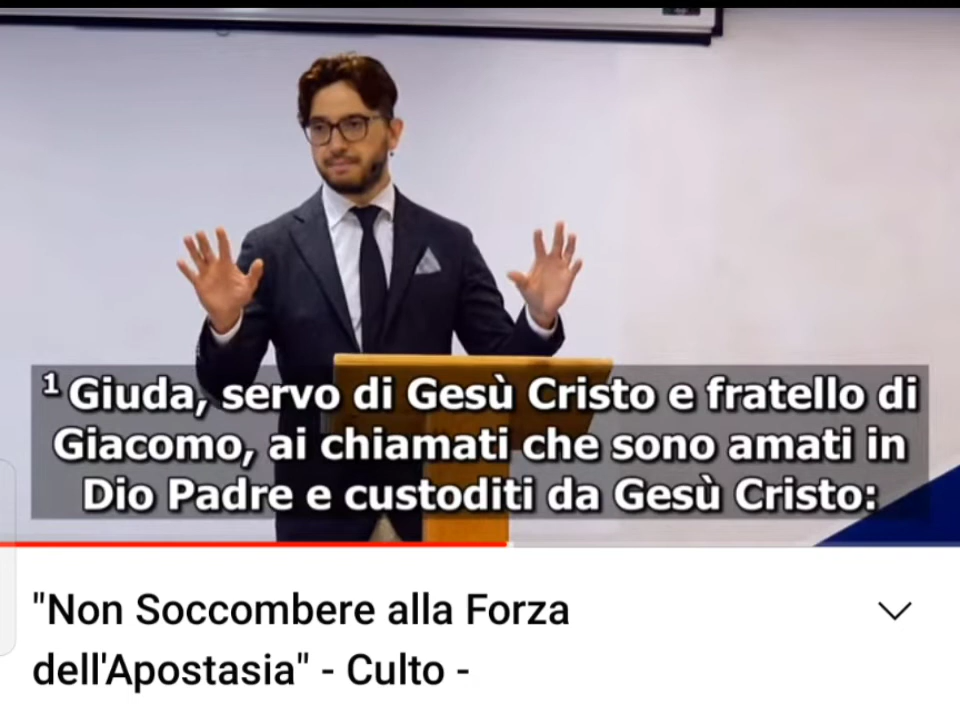 ¹ Giuda, servo di Gesù Cristo e fratello di
Giacomo, ai chiamati che sono amati in
Dio Padre e custoditi da Gesù Cristo:
"Non Soccombere alla Forza
dell'Apostasia" - Culto -